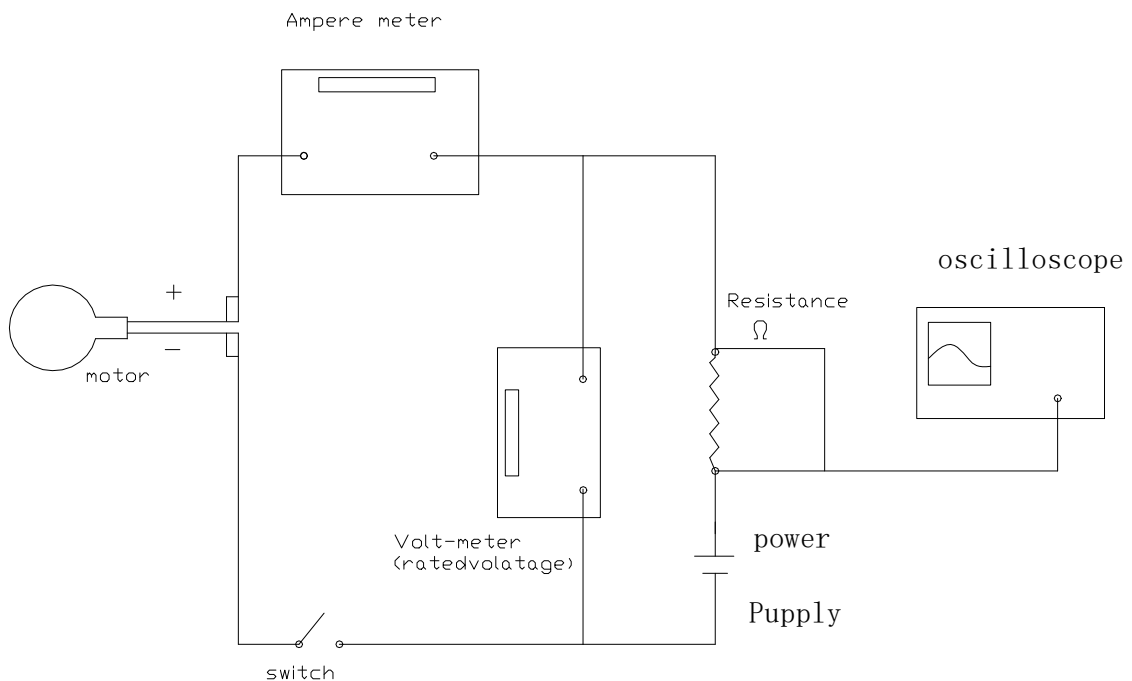 Ampere meter
oscilloscope
+
Resistance
Ω
−
motor
Volt-meter
(ratedvolatage)
power
Pupply
switch